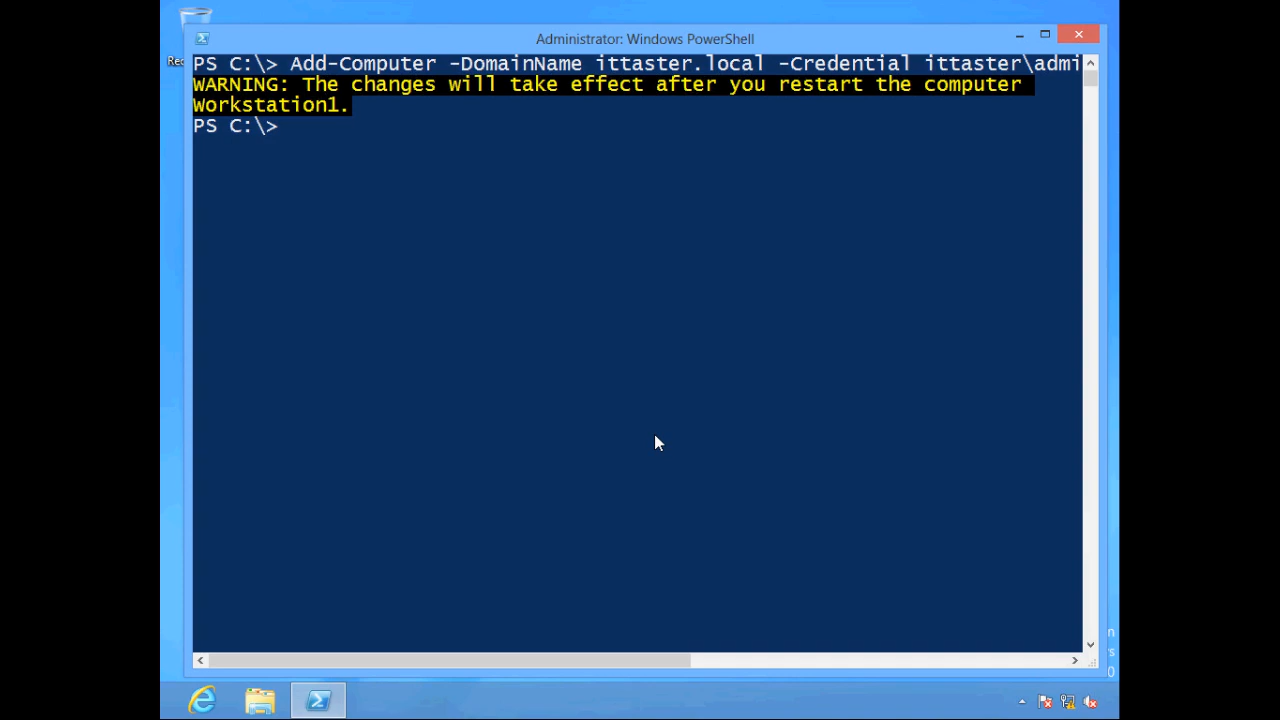 Administrator: Windows PowerShell
PS C:\> Add-Computer -DomainName ittaster.local -Credential ittaster\admi
WARNING: The changes will take effect after you restart the computer
Workstation1.
PS C:\>